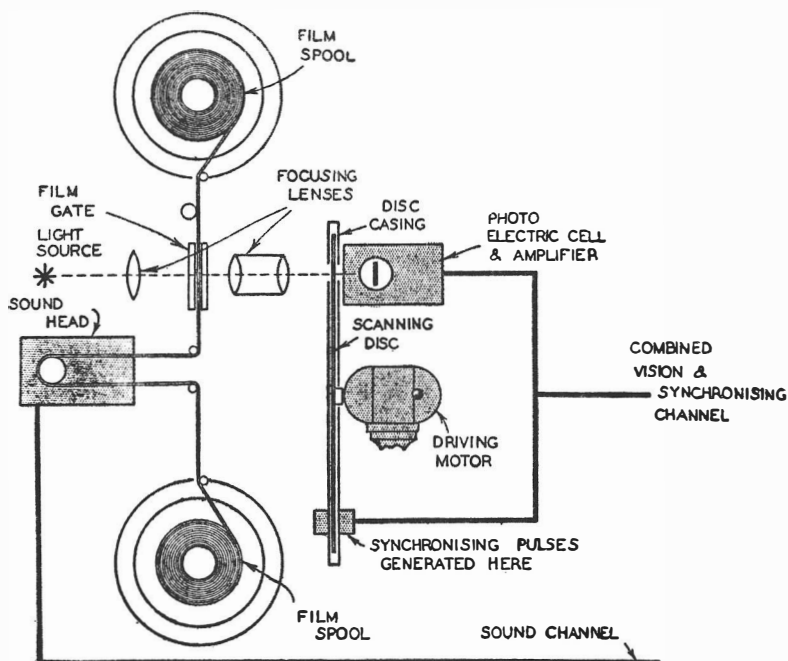 FILM
SPOOL
FOCUSING
LENSES
FILM
GATE
LIGHT
SOURCE
DISC
CASING
PHOTO
ELECTRIC CELL
& AMPLIFIER
SOUND
HEAD
SCANNING
DISC
COMBINED
VISION &
SYNCHRONISING
CHANNEL
DRIVING
MOTOR
SYNCHRONISING PULSES
GENERATED HERE
FILM
SPOOL
SOUND CHANNEL